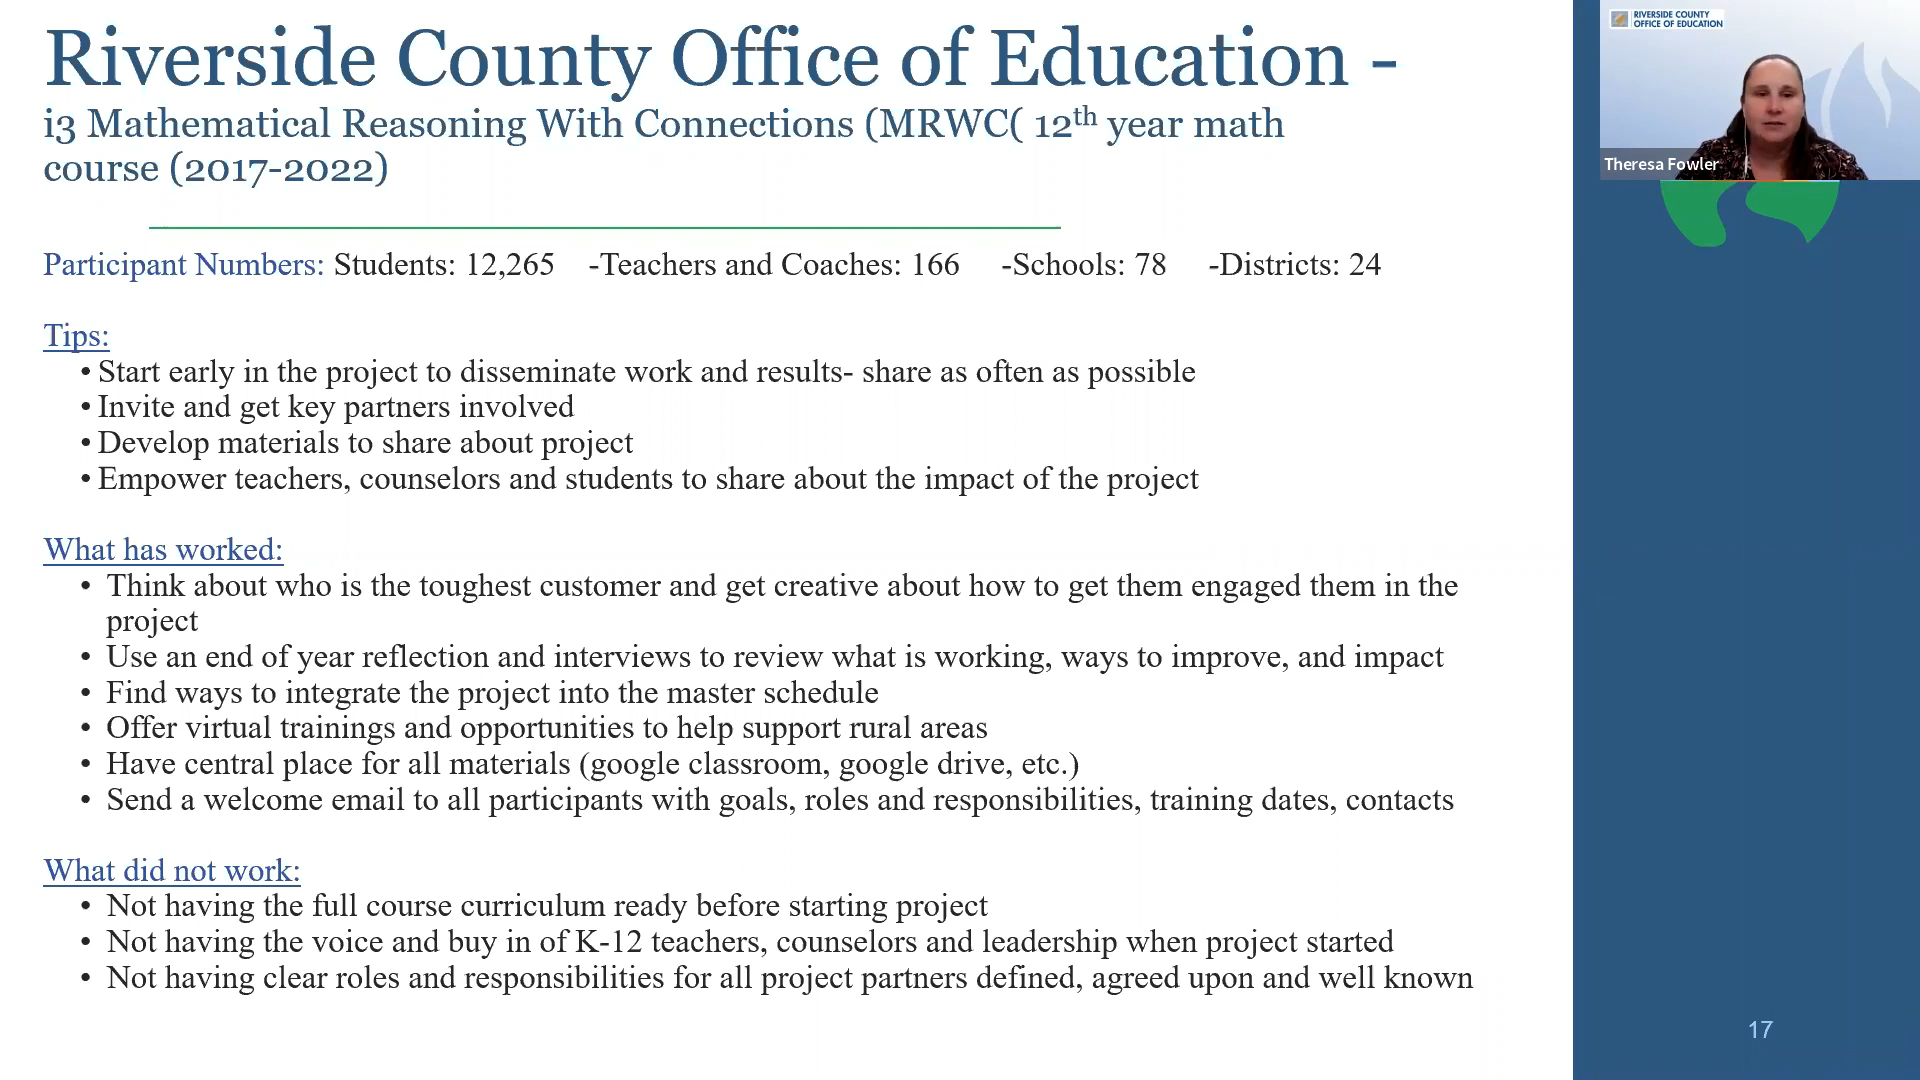 Riverside County Office of Education -
i3 Mathematical Reasoning With Connections (MRWC( 12th year math
course (2017-2022)
Participant Numbers: Students: 12,265 -Teachers and Coaches: 166 -Schools: 78 -Districts: 24
Tips:
• Start early in the project to disseminate work and results- share as often as possible
• Invite and get key partners involved
• Develop materials to share about project
• Empower teachers, counselors and students to share about the impact of the project
What has worked:
• Think about who is the toughest customer and get creative about how to get them engaged them in the
project
• Use an end of year reflection and interviews to review what is working, ways to improve, and impact
• Find ways to integrate the project into the master schedule
• Offer virtual trainings and opportunities to help support rural areas
• Have central place for all materials (google classroom, google drive, etc.)
• Send a welcome email to all participants with goals, roles and responsibilities, training dates, contacts
What did not work:
• Not having the full course curriculum ready before starting project
• Not having the voice and buy in of K-12 teachers, counselors and leadership when project started
• Not having clear roles and responsibilities for all project partners defined, agreed upon and well known
RIVERSIDE COUNTY
OFFICE OF EDUCATION
Theresa Fowler
17